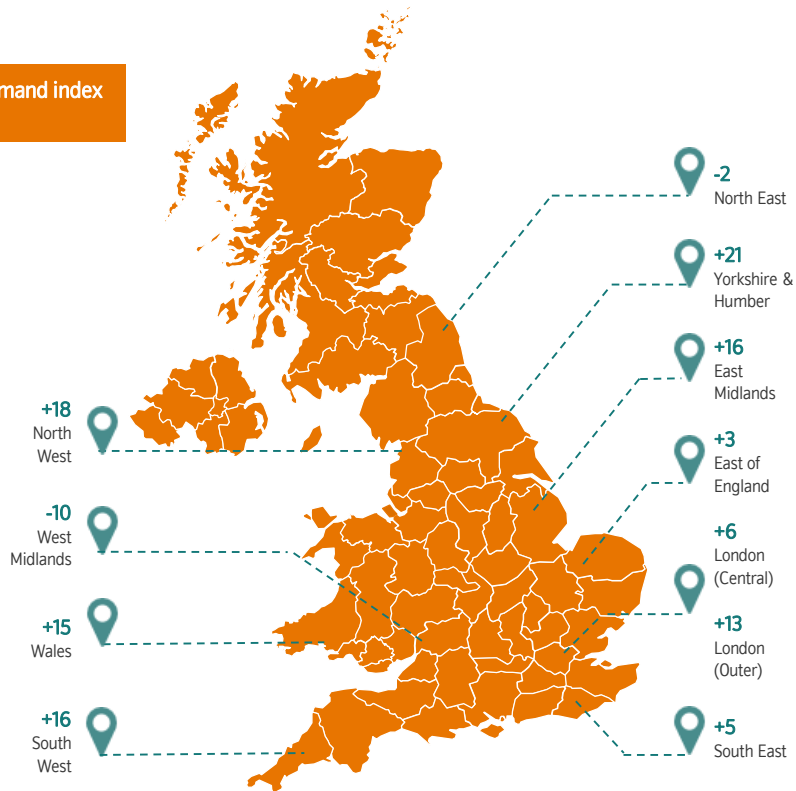 mand index
-2
North East
+21
Yorkshire &
Humber
+16
East
Midlands
+3
East of
England
+6
London
(Central)
+13
London
(Outer)
+5
South East
+18
North
West
-10
West
Midlands
+15
Wales
+16
South
West